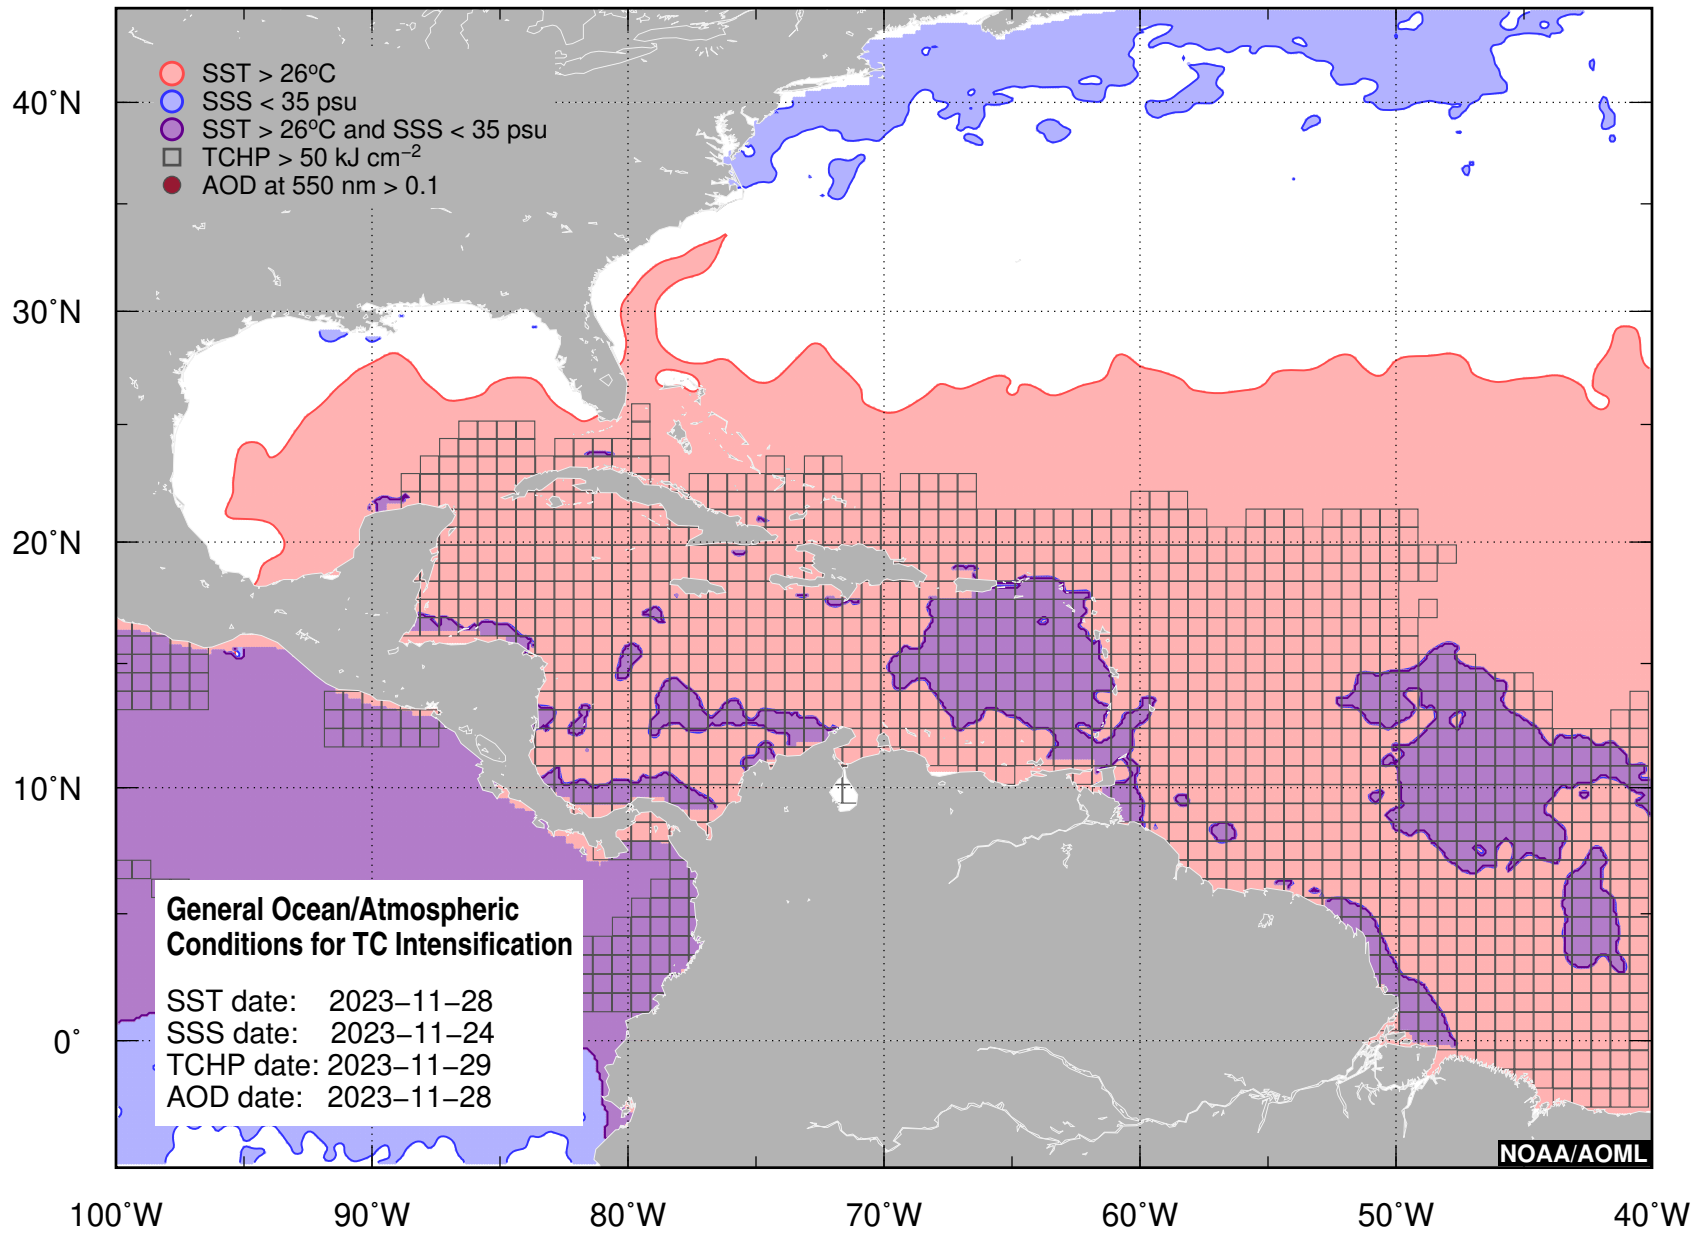 SST > 26°C
SSS < 35 psu
SST > 26°C and SSS < 35 psu
TCHP > 50 kJ cm⁻²
AOD at 550 nm > 0.1
40°N
30°N
20°N
10°N
0°
General Ocean/Atmospheric
Conditions for TC Intensification
SST date: 2023−11−28
SSS date: 2023−11−24
TCHP date: 2023−11−29
AOD date: 2023−11−28
NOAA/AOML
100°W 90°W 80°W 70°W 60°W 50°W 40°W